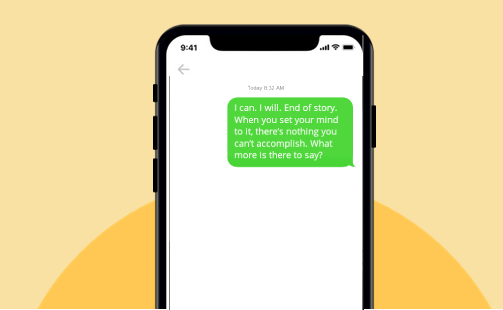 9:41
Today 8:32 AM
I can. I will. End of story.
When you set your mind
to it, there's nothing you
can't accomplish. What
more is there to say?